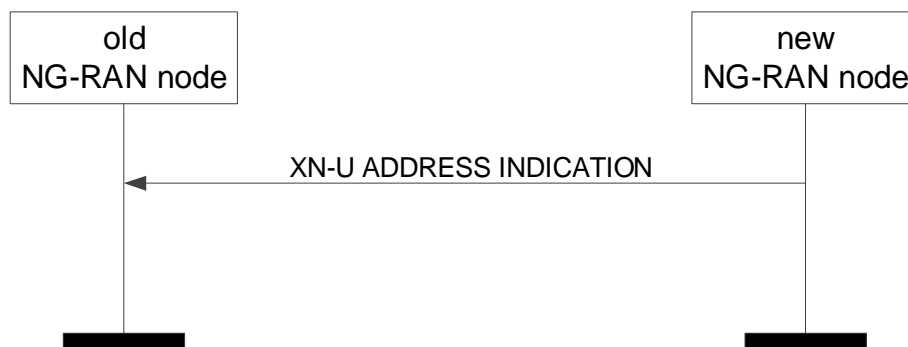 old
NG-RAN node
new
NG-RAN node
XN-U ADDRESS INDICATION